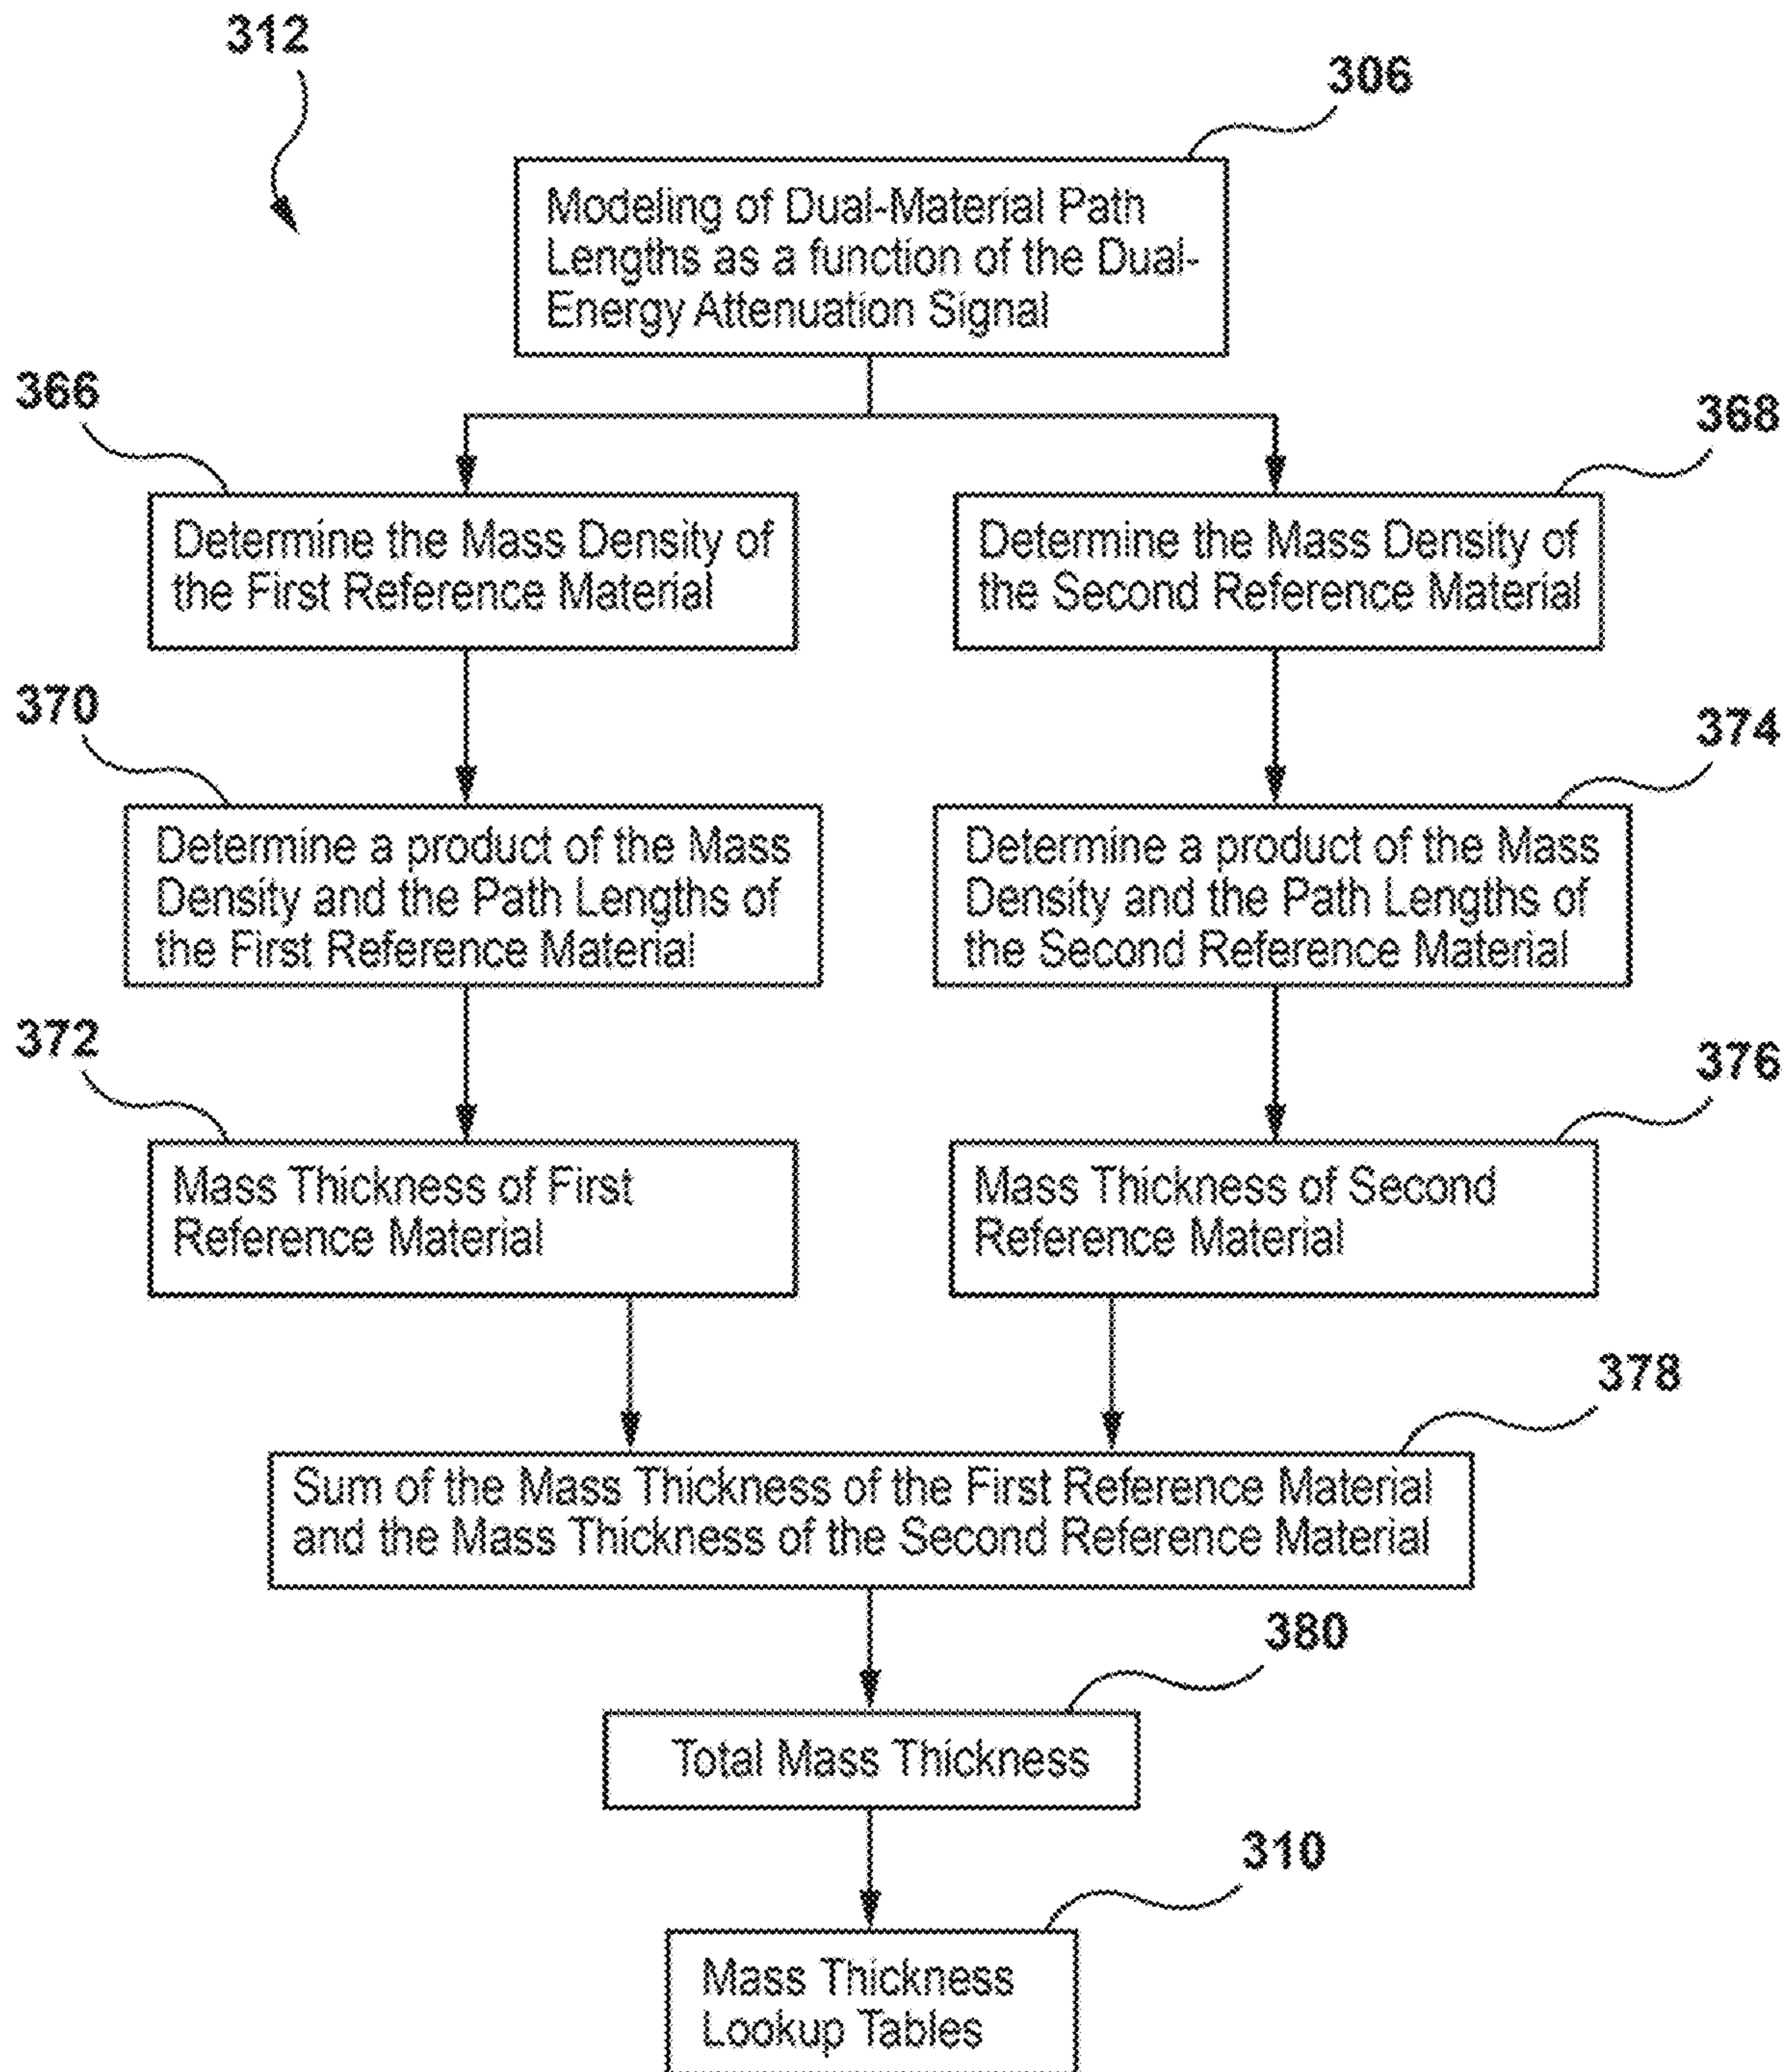 312
306
Modeling of Dual-Material Path
Lengths as a function of the Dual-
Energy Attenuation Signal
366
368
Determine the Mass Density of
the First Reference Material
Determine the Mass Density of
the Second Reference Material
370
374
Determine a product of the Mass
Density and the Path Lengths of
the First Reference Material
Determine a product of the Mass
Density and the Path Lengths of
the Second Reference Material
372
376
Mass Thickness of First
Reference Material
Mass Thickness of Second
Reference Material
378
Sum of the Mass Thickness of the First Reference Material
and the Mass Thickness of the Second Reference Material
380
Total Mass Thickness
310
Mass Thickness
Lookup Tables